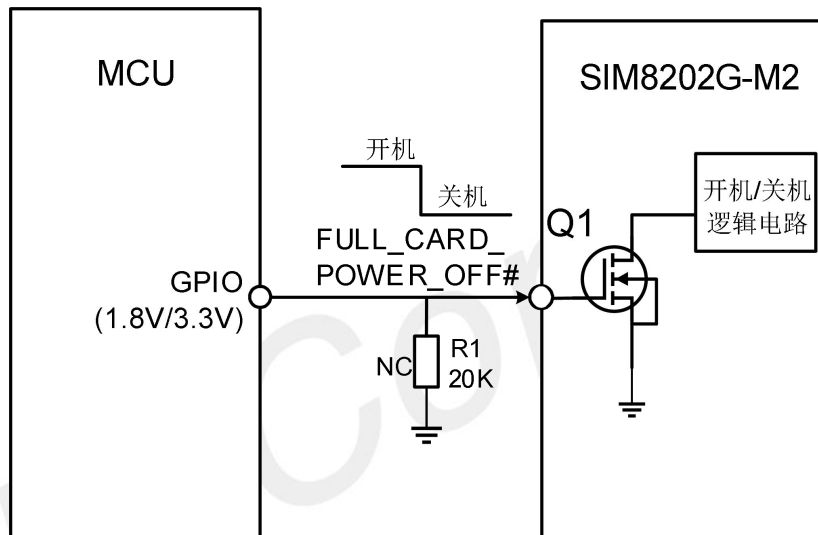 MCU
SIM8202G-M2
开机
关机
开机/关机
逻辑电路
Q1
FULL_CARD_
POWER_OFF#
GPIO
(1.8V/3.3V)
NC
R1
20K